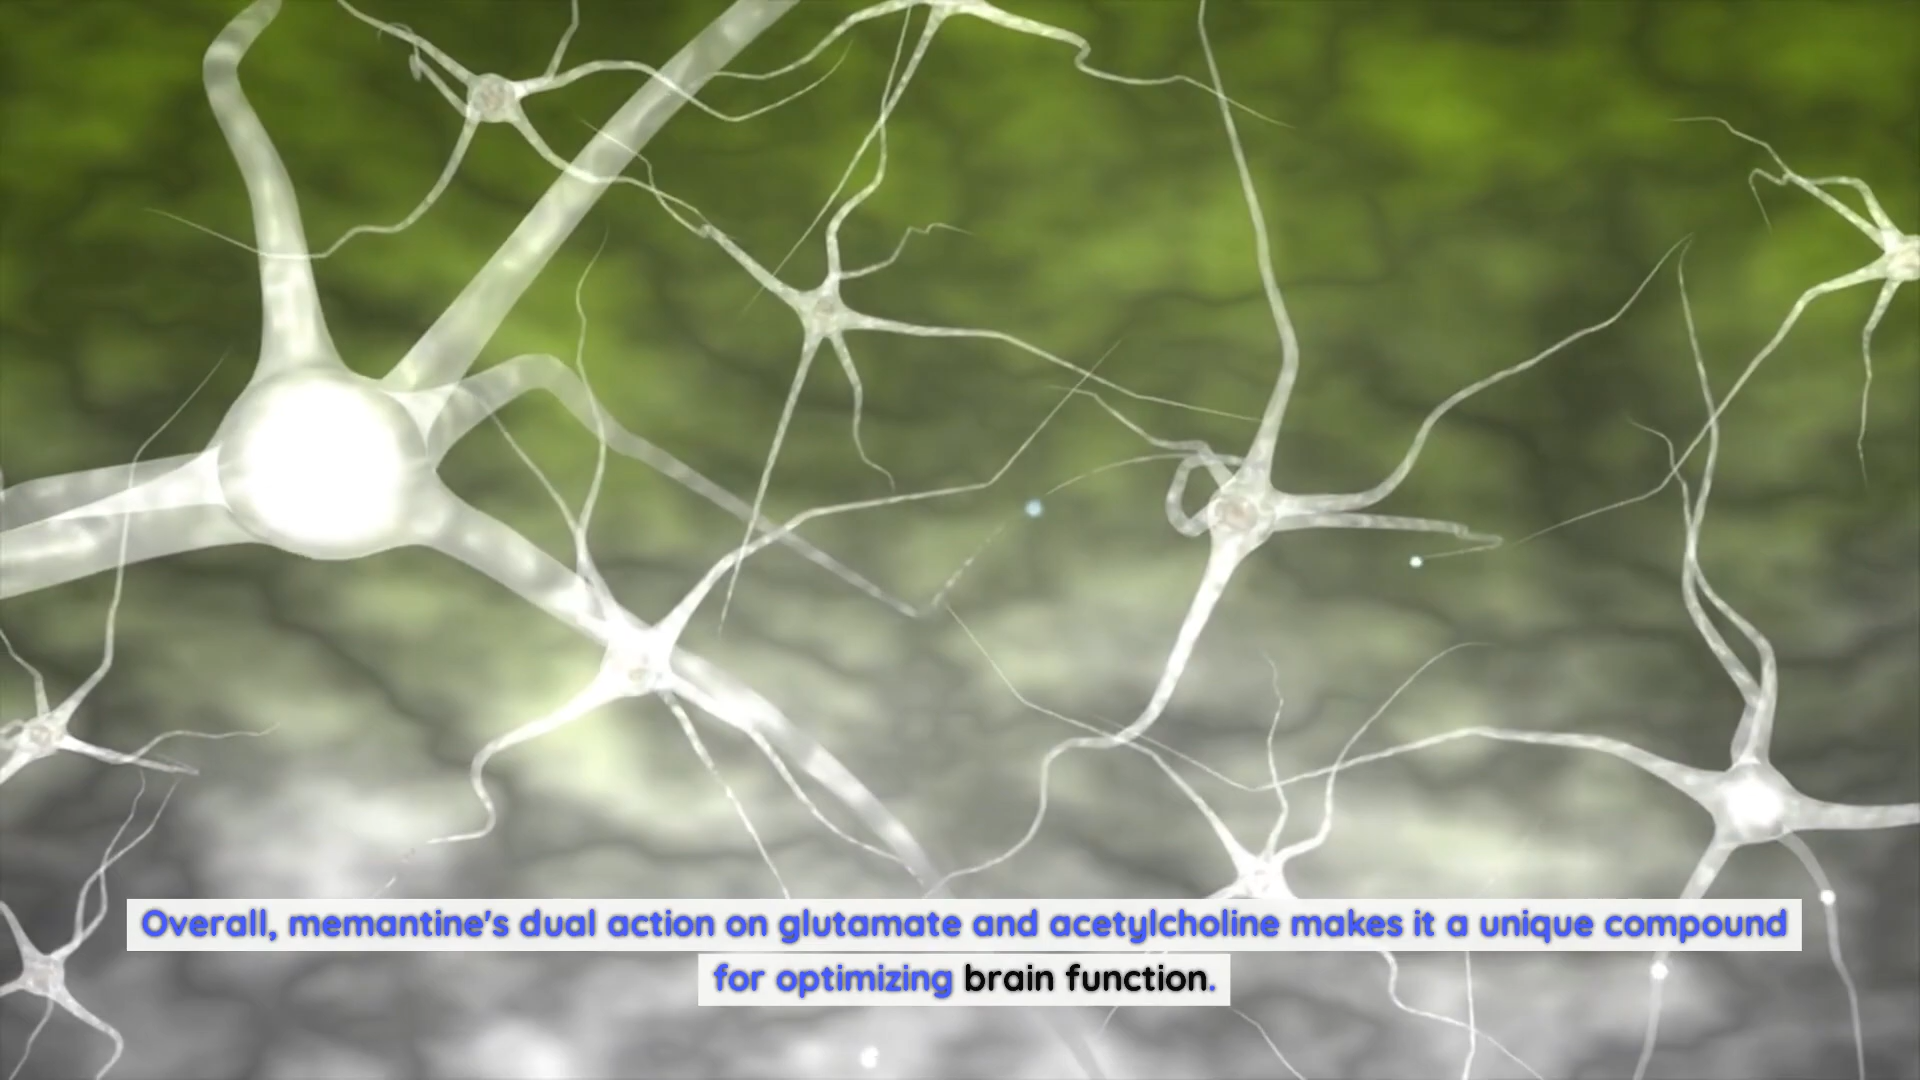 Overall, memantine's dual action on glutamate and acetylcholine makes it a unique compound
for optimizing brain function.